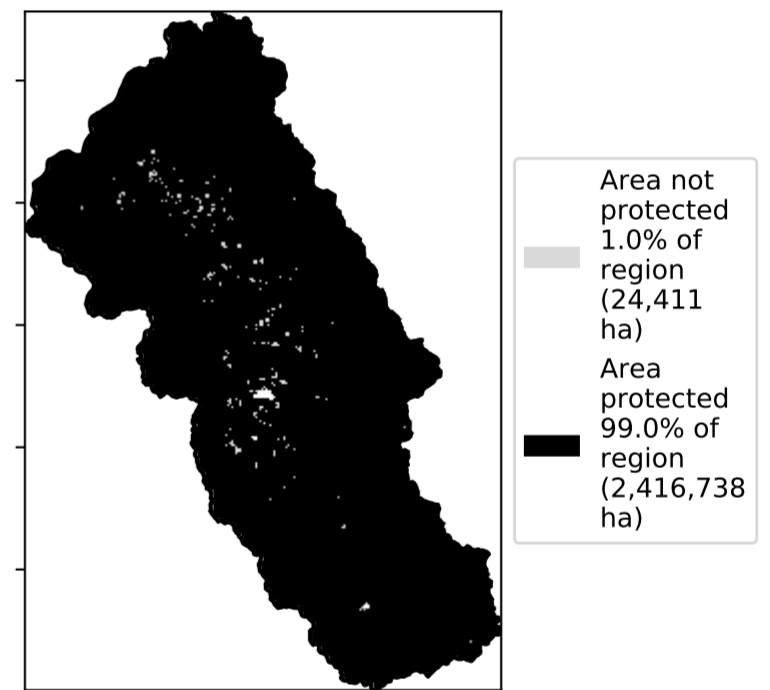 Area not
protected
1.0% of
region
(24,411
ha)
Area
protected
99.0% of
region
(2,416,738
ha)